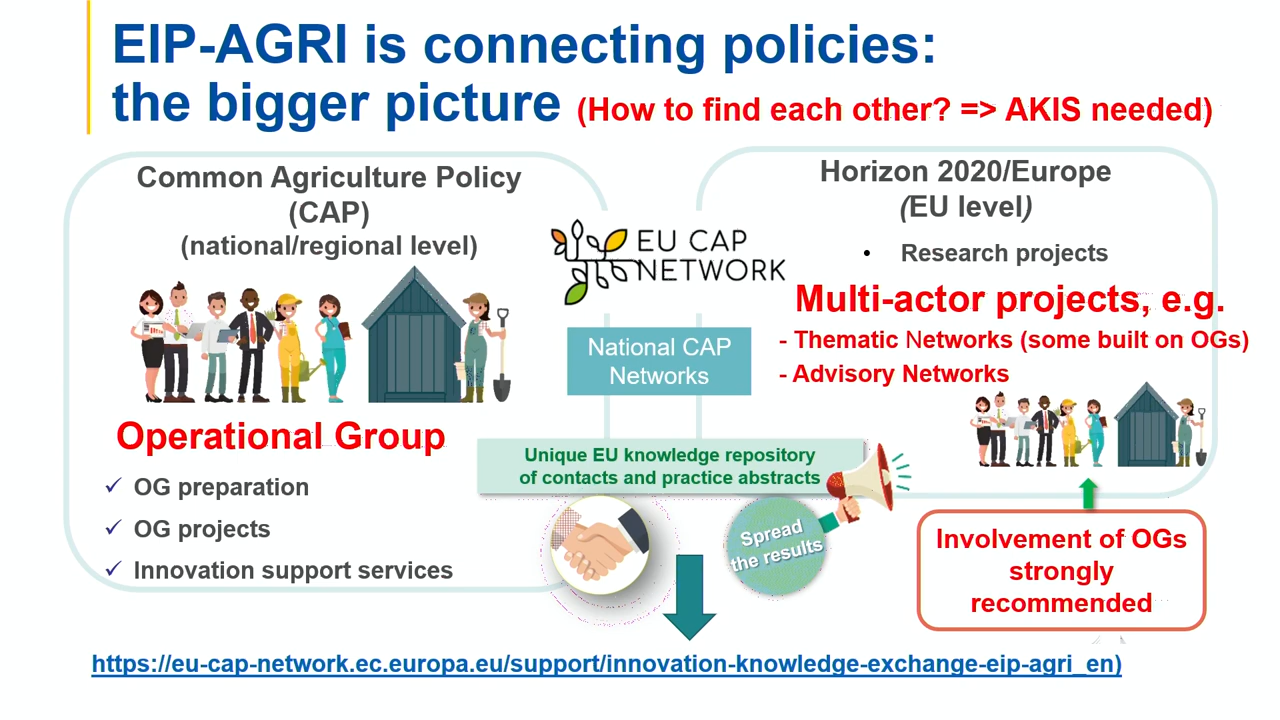 EIP-AGRI is connecting policies:
the bigger picture (How to find each other? => AKIS needed)
Common Agriculture Policy
(CAP)
(national/regional level)
Operational Group
✓ OG preparation
✓ OG projects
✓ Innovation support services
EU CAP
NETWORK
National CAP
Networks
Unique EU knowledge repository
of contacts and practice abstracts
Spread
the results
Horizon 2020/Europe
(EU level)
• Research projects
Multi-actor projects, e.g.
- Thematic Networks (some built on OGs)
- Advisory Networks
Involvement of OGs
strongly
recommended
https://eu-cap-network.ec.europa.eu/support/innovation-knowledge-exchange-eip-agri_en)